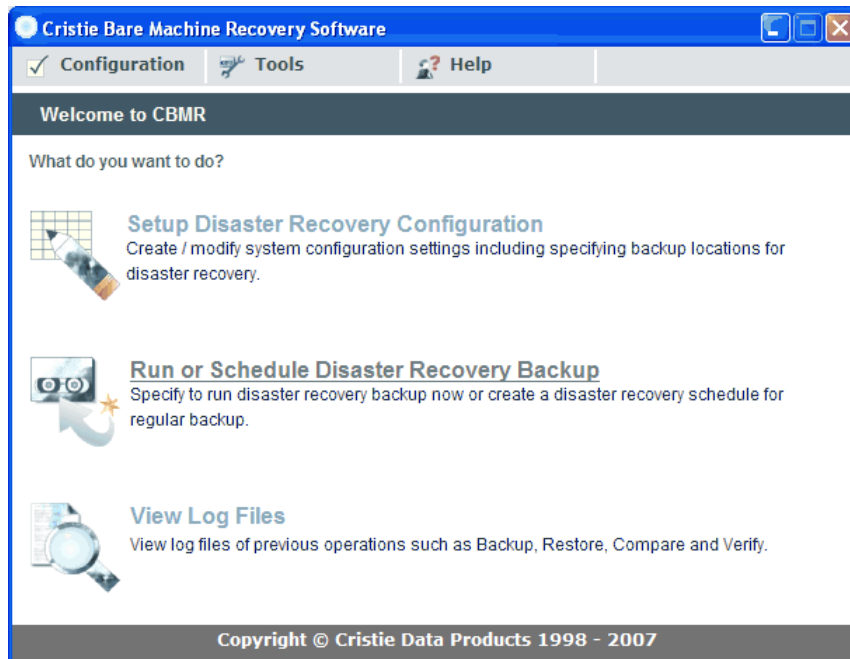 Cristie Bare Machine Recovery Software
Configuration Tools Help
Welcome to CBMR
What do you want to do?
Setup Disaster Recovery Configuration
Create / modify system configuration settings including specifying backup locations for
disaster recovery.
Run or Schedule Disaster Recovery Backup
Specify to run disaster recovery backup now or create a disaster recovery schedule for
regular backup.
View Log Files
View log files of previous operations such as Backup, Restore, Compare and Verify.
Copyright © Cristie Data Products 1998 - 2007